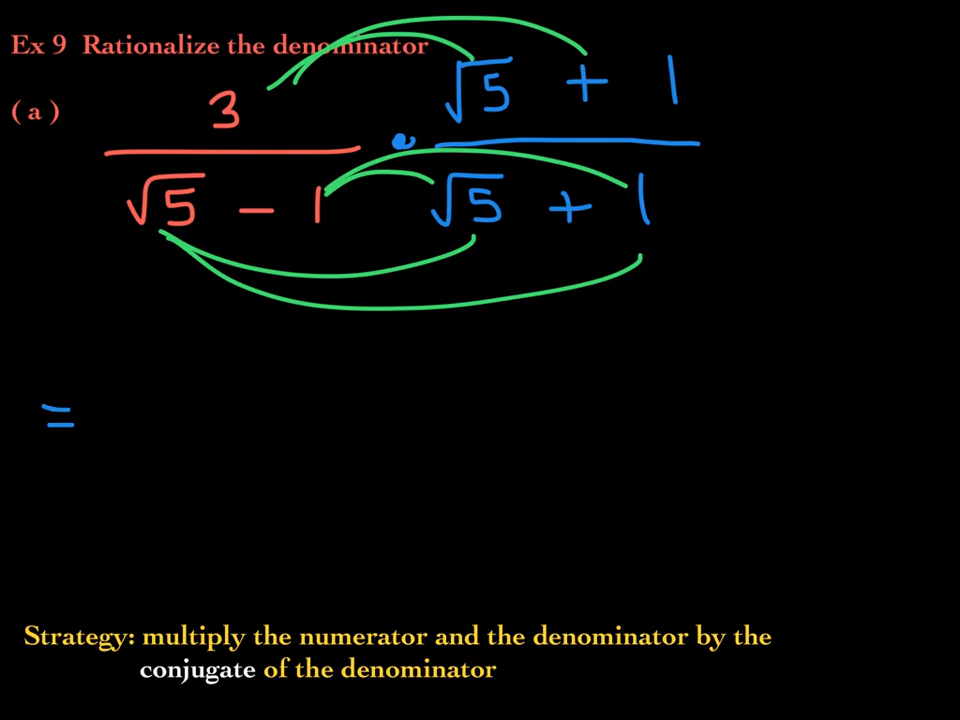 Ex 9 Rationalize the denominator
( a )
3 / (√5 − 1) • (√5 + 1) / (√5 + 1)
=
Strategy: multiply the numerator and the denominator by the
conjugate of the denominator